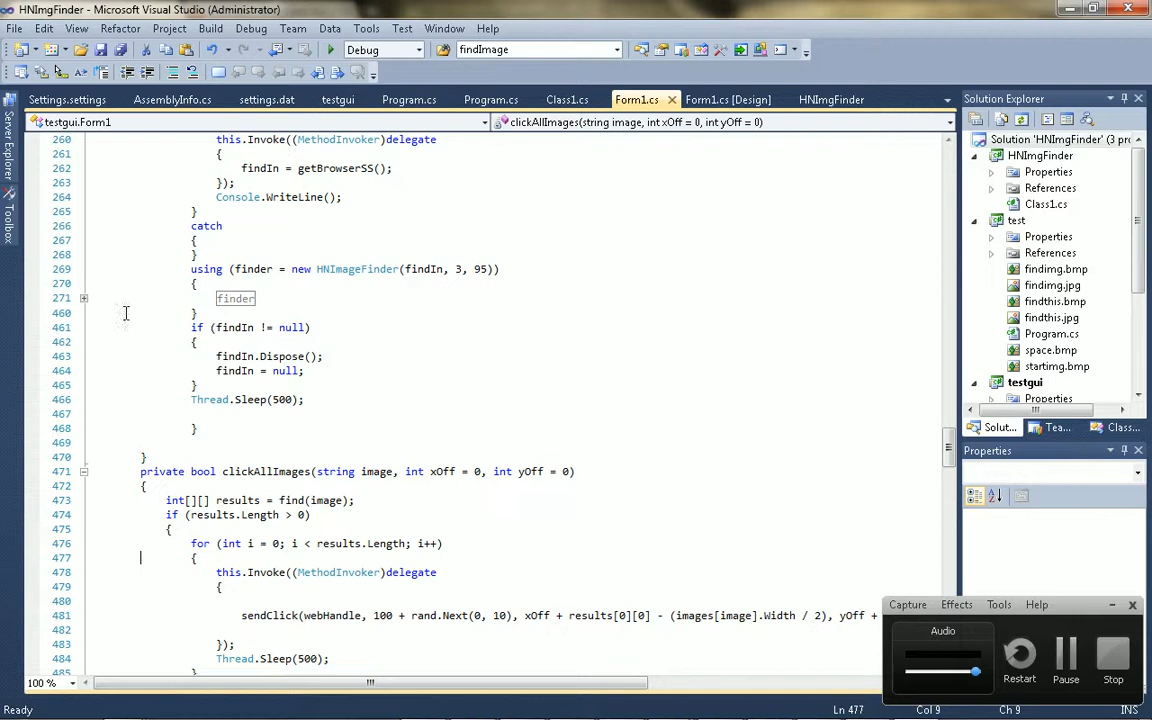 HNImgFinder - Microsoft Visual Studio (Administrator)
File Edit View Refactor Project Build Debug Team Data Tools Test Window Help
Debug findImage
Settings.settings AssemblyInfo.cs settings.dat testgui Program.cs Program.cs Class1.cs Form1.cs Form1.cs [Design] HNImgFinder
testgui.Form1 clickAllImages(string image, int xOff = 0, int yOff = 0)
Server Explorer
Toolbox
260 this.Invoke((MethodInvoker)delegate
261 {
262 findIn = getBrowserSS();
263 });
264 Console.WriteLine();
265 }
266 catch
267 {
268 }
269 using (finder = new HNImageFinder(findIn, 3, 95))
270 {
271 finder
460 }
461 if (findIn != null)
462 {
463 findIn.Dispose();
464 findIn = null;
465 }
466 Thread.Sleep(500);
467
468 }
469
470 }
471 private bool clickAllImages(string image, int xOff = 0, int yOff = 0)
472 {
473 int[][] results = find(image);
474 if (results.Length > 0)
475 {
476 for (int i = 0; i < results.Length; i++)
477 {
478 this.Invoke((MethodInvoker)delegate
479 {
480
481 sendClick(webHandle, 100 + rand.Next(0, 10), xOff + results[0][0] - (images[image].Width / 2), yOff +
482
483 });
484 Thread.Sleep(500);
485 }
100 %
Solution Explorer
Solution 'HNImgFinder' (3 pro
HNImgFinder
Properties
References
Class1.cs
test
Properties
References
findimg.bmp
findimg.jpg
findthis.bmp
findthis.jpg
Program.cs
space.bmp
startimg.bmp
testgui
Properties
Solut... Tea... Class...
Properties
Capture Effects Tools Help
Audio
Restart Pause Stop
Ln 477 Col 9 Ch 9 INS